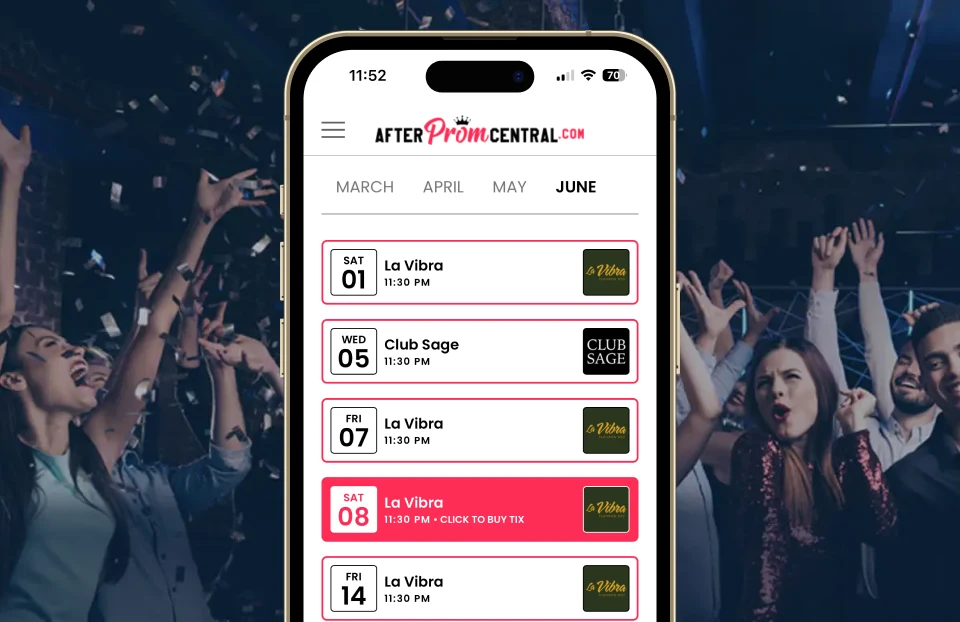 11:52
70
AFTER Prom CENTRAL.COM
MARCH APRIL MAY JUNE
SAT
01
La Vibra
11:30 PM
La Vibra
WED
05
Club Sage
11:30 PM
CLUB
SAGE
FRI
07
La Vibra
11:30 PM
La Vibra
SAT
08
La Vibra
11:30 PM • CLICK TO BUY TIX
La Vibra
FRI
14
La Vibra
11:30 PM
La Vibra